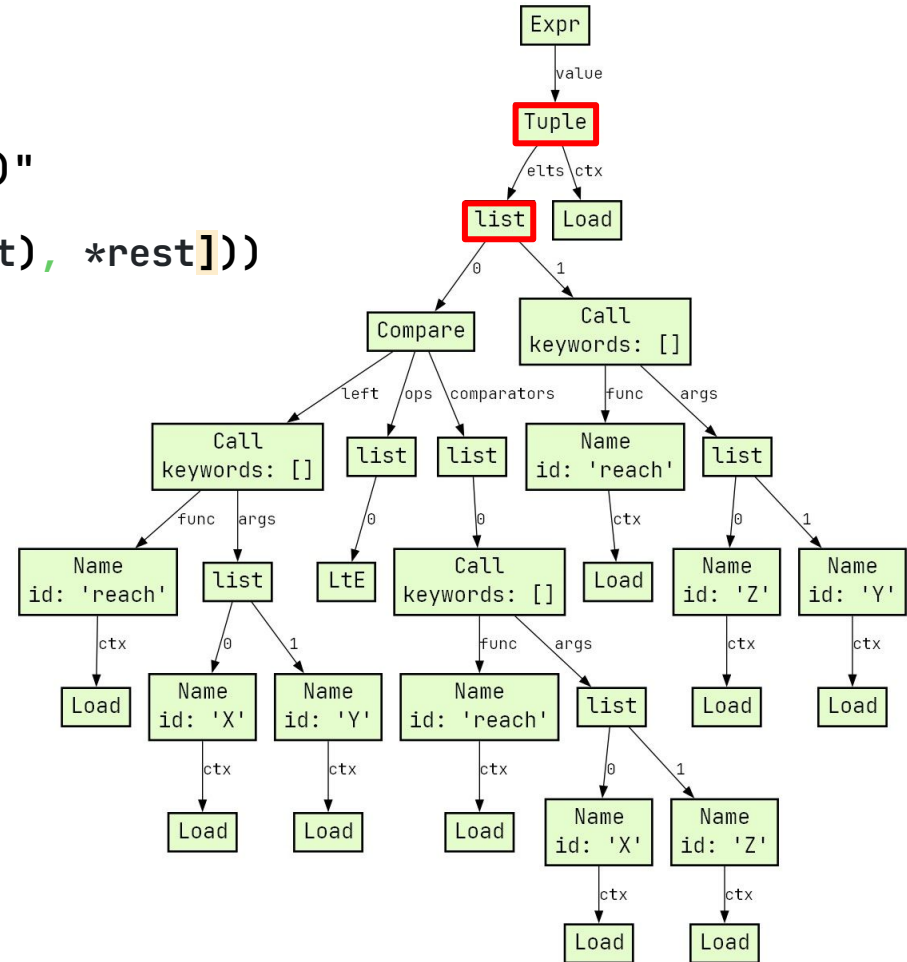 Expr
value
Tuple
)"
elts ctx
list Load
t), *rest]))
0 1
Compare
Call
keywords: []
left ops comparators func args
Call
keywords: []
list list
Name
id: 'reach'
list
func args 0 0 ctx 0 1
Name
id: 'reach'
list LtE
Call
keywords: []
Load
Name
id: 'Z'
Name
id: 'Y'
ctx 0 1 func args ctx ctx
Load
Name
id: 'X'
Name
id: 'Y'
Name
id: 'reach'
list Load Load
ctx ctx ctx 0 1
Load Load Load
Name
id: 'X'
Name
id: 'Z'
ctx ctx
Load Load